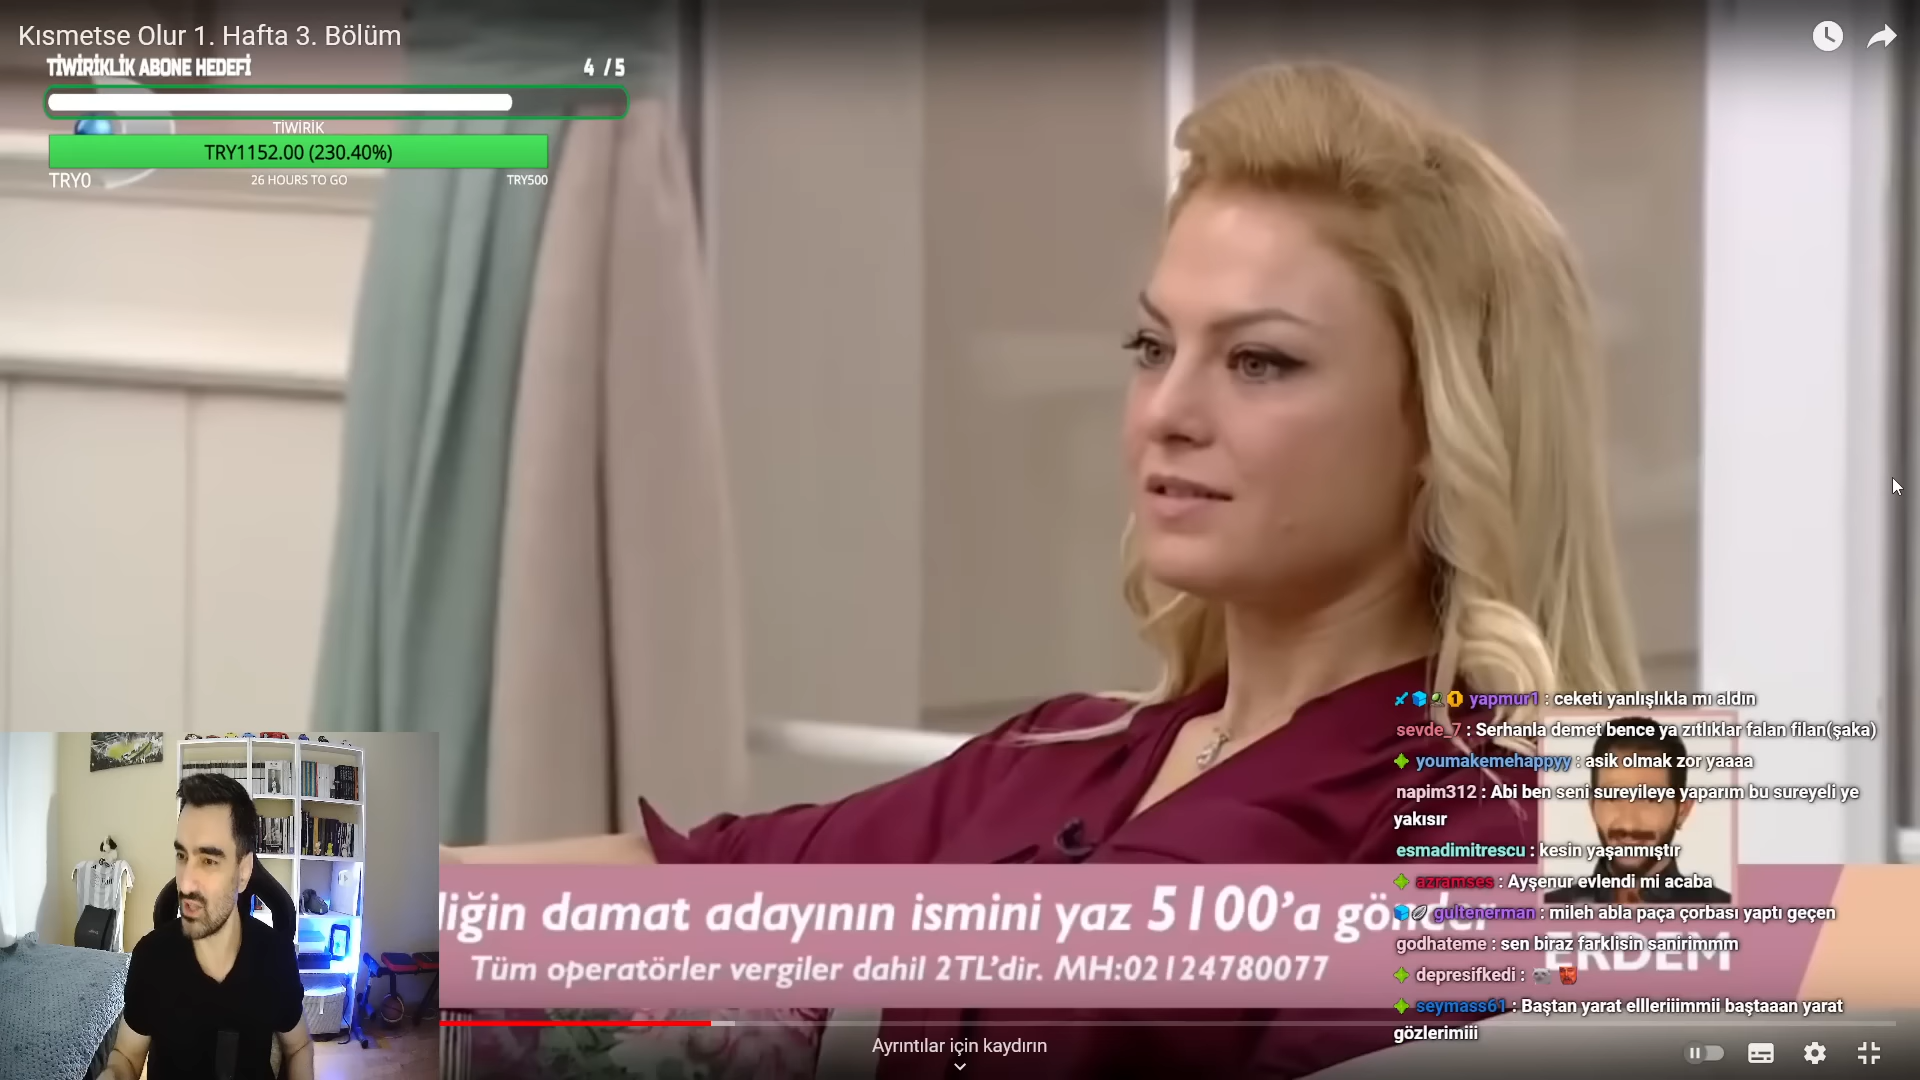 Kısmetse Olur 1. Hafta 3. Bölüm
TİWİRİKLİK ABONE HEDEFİ
4 / 5
TİWİRİK
TRY1152.00 (230.40%)
TRY0
26 HOURS TO GO
TRY500
yapmur1 : ceketi yanlışlıkla mı aldın
sevde_7 : Serhanla demet bence ya zıtlıklar falan filan(şaka)
youmakemehappyy : asik olmak zor yaaaa
napim312 : Abi ben seni sureyileye yaparım bu sureyeli ye
yakısır
esmadimitrescu : kesin yaşanmıştır
azramses : Ayşenur evlendi mi acaba
gultenerman : mileh abla paça çorbası yaptı geçen
godhateme : sen biraz farklisin sanirimmm
depresifkedi :
seymass61 : Baştan yarat ellleriiimmii baştaaan yarat
gözlerimiii
liğin damat adayının ismini yaz 5100'a gönder
Tüm operatörler vergiler dahil 2TL'dir. MH:02124780077
ERDEM
Ayrıntılar için kaydırın